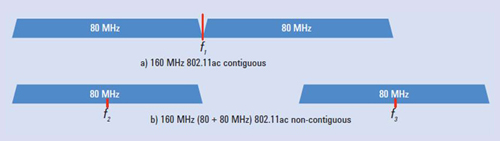 80 MHz 80 MHz
f1
a) 160 MHz 802.11ac contiguous
80 MHz 80 MHz
f2 f3
b) 160 MHz (80 + 80 MHz) 802.11ac non-contiguous